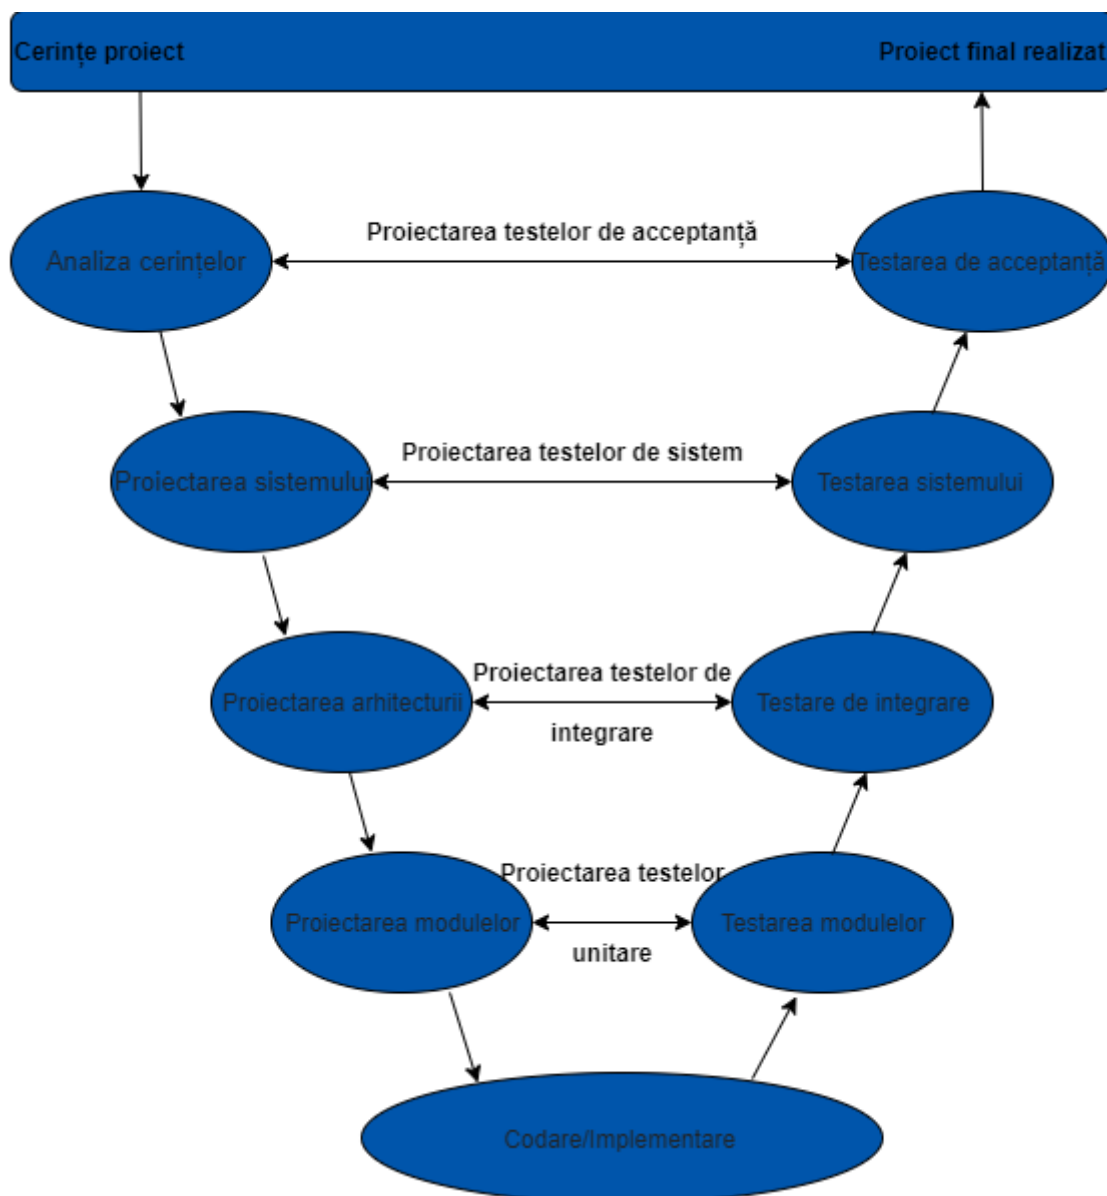 Cerințe proiect
Proiect final realizat
Proiectarea testelor de acceptanță
Analiza cerințelor
Testarea de acceptanță
Proiectarea testelor de sistem
Proiectarea sistemului
Testarea sistemului
Proiectarea testelor de
Proiectarea arhitecturii
Testare de integrare
integrare
Proiectarea testelor
Proiectarea modulelor
Testarea modulelor
unitare
Codare/Implementare